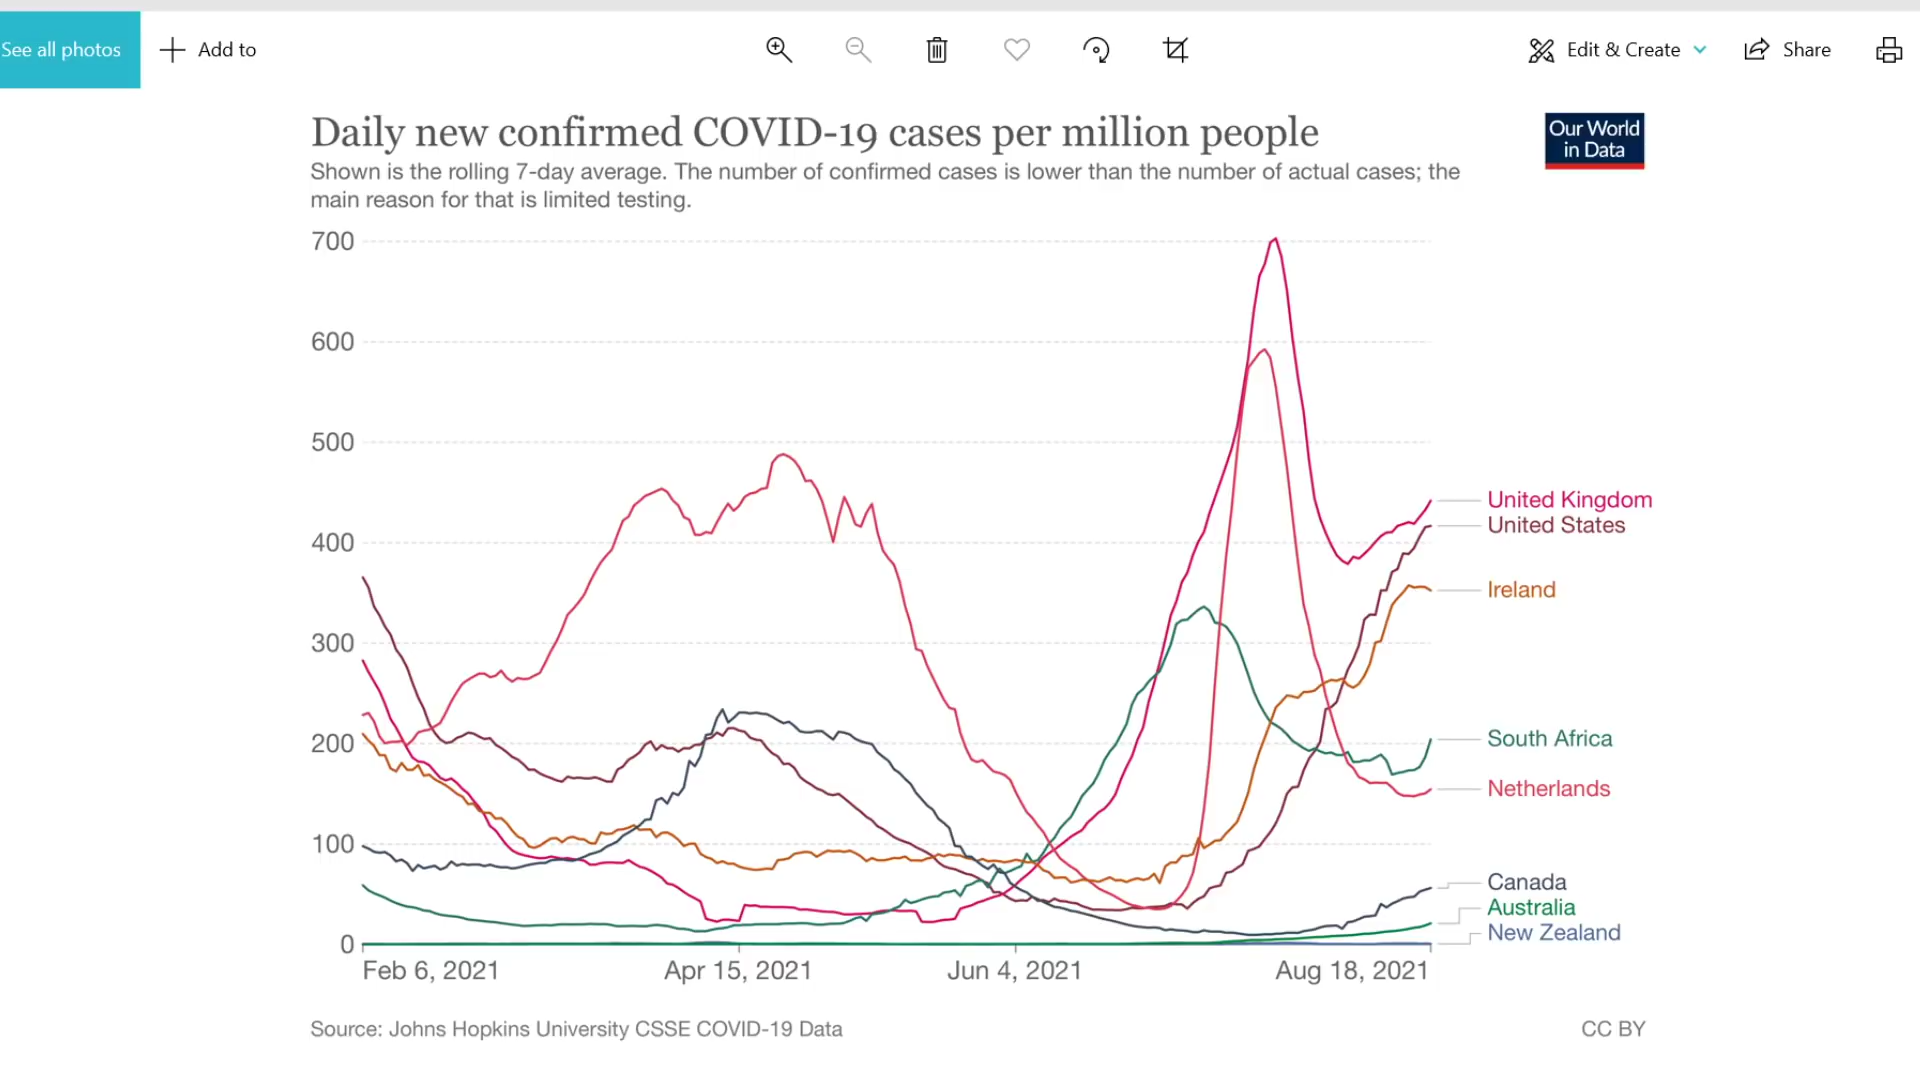 See all photos
Add to
Edit & Create
Share
Daily new confirmed COVID-19 cases per million people
Our World
in Data
Shown is the rolling 7-day average. The number of confirmed cases is lower than the number of actual cases; the
main reason for that is limited testing.
700
600
500
400
300
200
100
0
United Kingdom
United States
Ireland
South Africa
Netherlands
Canada
Australia
New Zealand
Feb 6, 2021
Apr 15, 2021
Jun 4, 2021
Aug 18, 2021
Source: Johns Hopkins University CSSE COVID-19 Data
CC BY